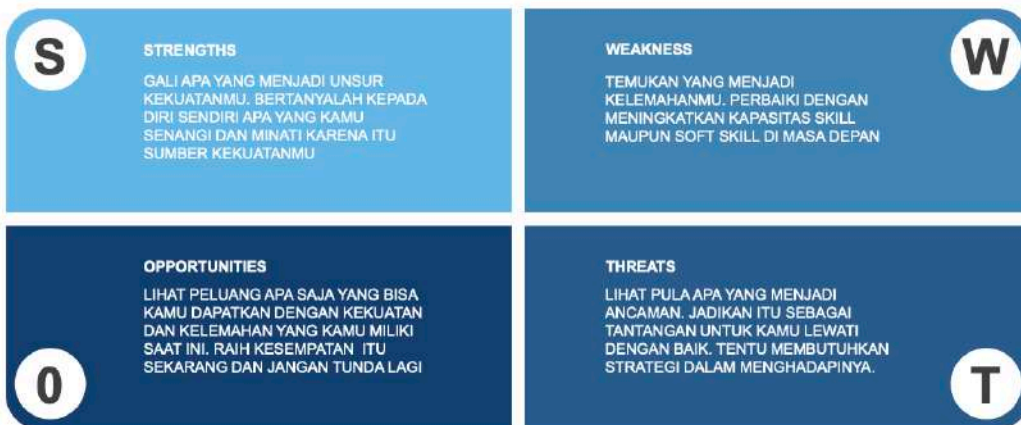 S
STRENGTHS
GALI APA YANG MENJADI UNSUR
KEKUATANMU. BERTANYALAH KEPADA
DIRI SENDIRI APA YANG KAMU
SENANGI DAN MINATI KARENA ITU
SUMBER KEKUATANMU
WEAKNESS
TEMUKAN YANG MENJADI
KELEMAHANMU. PERBAIKI DENGAN
MENINGKATKAN KAPASITAS SKILL
MAUPUN SOFT SKILL DI MASA DEPAN
W
OPPORTUNITIES
LIHAT PELUANG APA SAJA YANG BISA
KAMU DAPATKAN DENGAN KEKUATAN
DAN KELEMAHAN YANG KAMU MILIKI
SAAT INI. RAIH KESEMPATAN ITU
SEKARANG DAN JANGAN TUNDA LAGI
0
THREATS
LIHAT PULA APA YANG MENJADI
ANCAMAN. JADIKAN ITU SEBAGAI
TANTANGAN UNTUK KAMU LEWATI
DENGAN BAIK. TENTU MEMBUTUHKAN
STRATEGI DALAM MENGHADAPINYA.
T